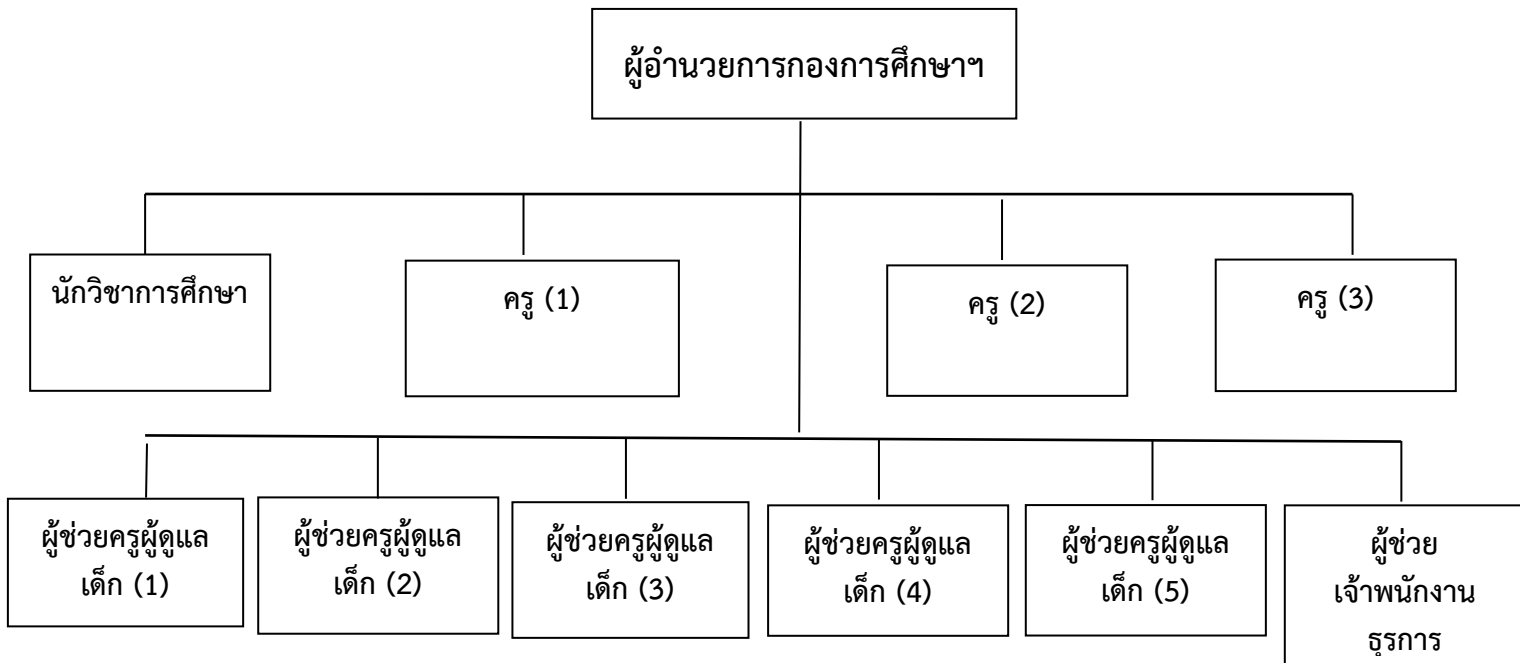 ผู้อำนวยการกองการศึกษาฯ
นักวิชาการศึกษา
ครู (1)
ครู (2)
ครู (3)
ผู้ช่วยครูผู้ดูแล
เด็ก (1)
ผู้ช่วยครูผู้ดูแล
เด็ก (2)
ผู้ช่วยครูผู้ดูแล
เด็ก (3)
ผู้ช่วยครูผู้ดูแล
เด็ก (4)
ผู้ช่วยครูผู้ดูแล
เด็ก (5)
ผู้ช่วย
เจ้าพนักงาน
ธุรการ